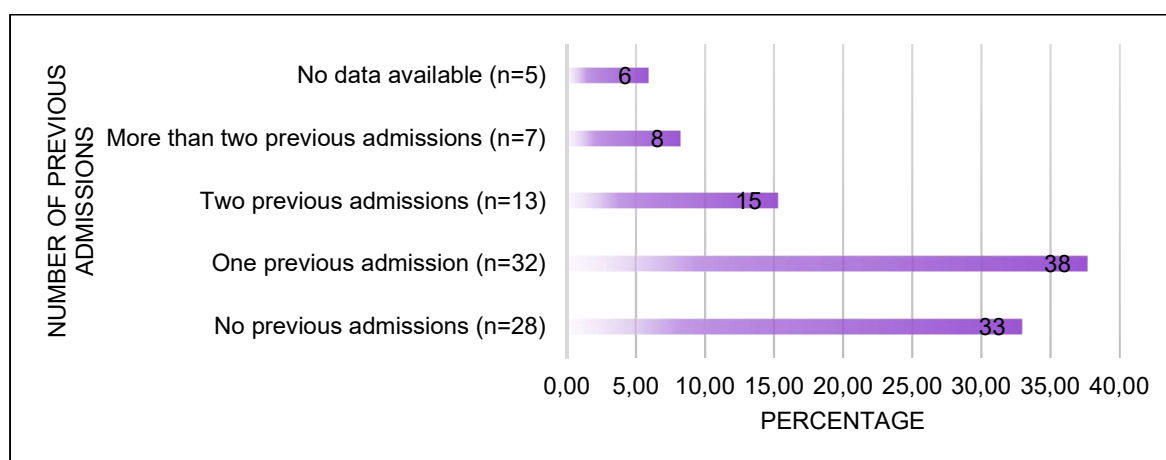 NUMBER OF PREVIOUS
ADMISSIONS
No data available (n=5)
6
More than two previous admissions (n=7)
8
Two previous admissions (n=13)
15
One previous admission (n=32)
38
No previous admissions (n=28)
33
0,00 5,00 10,00 15,00 20,00 25,00 30,00 35,00 40,00
PERCENTAGE